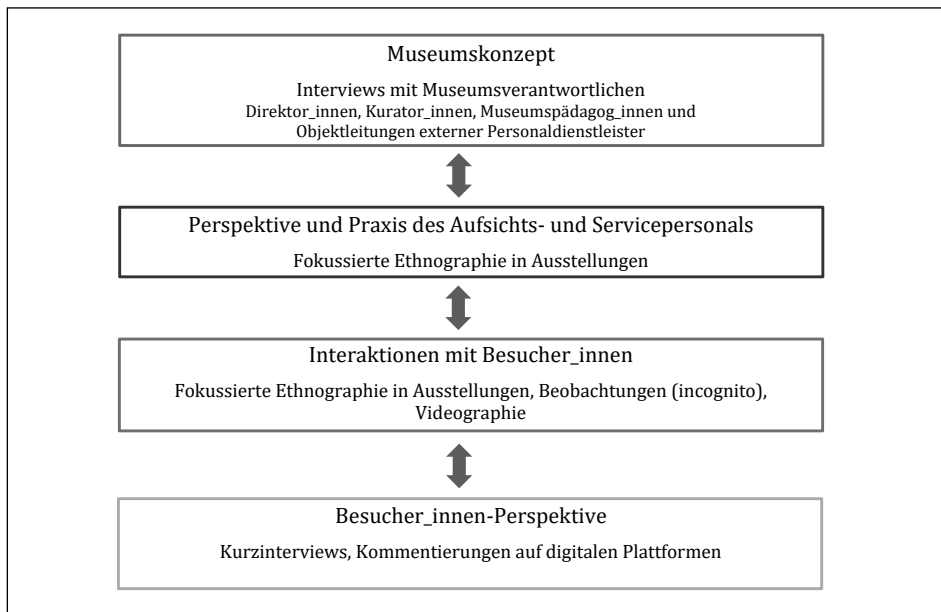 Museumskonzept
Interviews mit Museumsverantwortlichen
Direktor_innen, Kurator_innen, Museumspädagog_innen und
Objektleitungen externer Personaldienstleister
Perspektive und Praxis des Aufsichts- und Servicepersonals
Fokussierte Ethnographie in Ausstellungen
Interaktionen mit Besucher_innen
Fokussierte Ethnographie in Ausstellungen, Beobachtungen (incognito),
Videographie
Besucher_innen-Perspektive
Kurzinterviews, Kommentierungen auf digitalen Plattformen